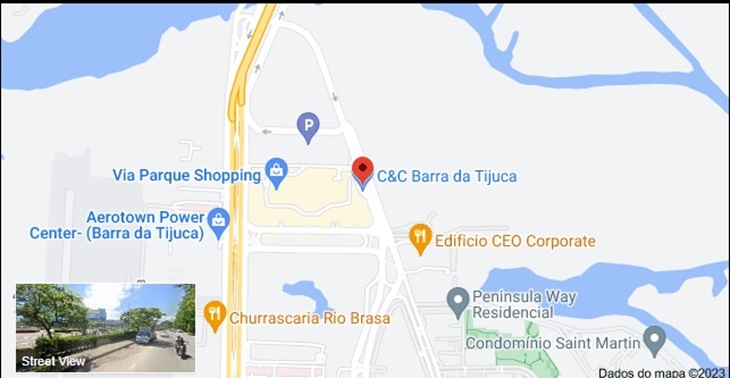 P
Via Parque Shopping
C&C Barra da Tijuca
Aerotown Power
Center- (Barra da Tijuca)
Edificio CEO Corporate
Peninsula Way
Residencial
Churrascaria Rio Brasa
Condomínio Saint Martin
Street View
Dados do mapa ©2023